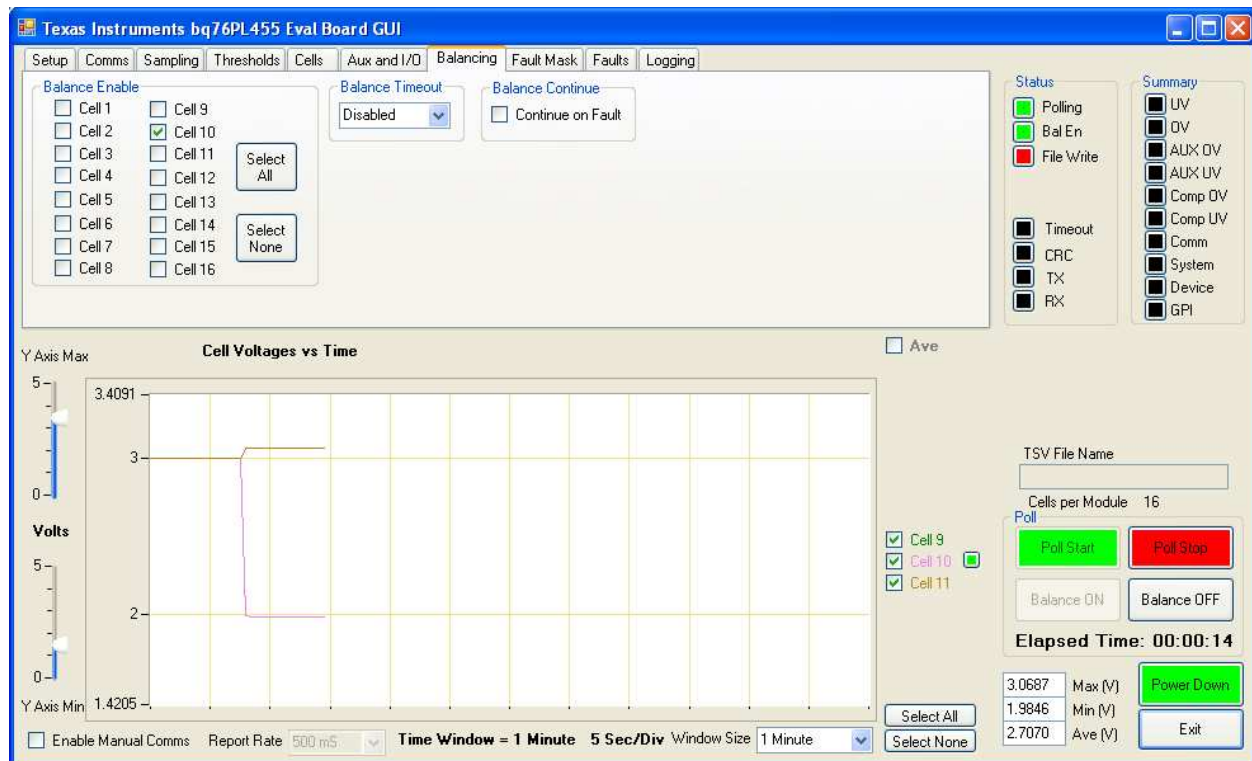 Texas Instruments bq76PL455 Eval Board GUI
Setup Comms Sampling Thresholds Cells Aux and I/O Balancing Fault Mask Faults Logging
Balance Enable
Cell 1 Cell 9
Cell 2 Cell 10
Cell 3 Cell 11
Cell 4 Cell 12
Cell 5 Cell 13
Cell 6 Cell 14
Cell 7 Cell 15
Cell 8 Cell 16
Select All
Select None
Balance Timeout
Disabled
Balance Continue
Continue on Fault
Status
Polling
Bal En
File Write
Timeout
CRC
TX
RX
Summary
UV
OV
AUX OV
AUX UV
Comp OV
Comp UV
Comm
System
Device
GPI
Y Axis Max
Cell Voltages vs Time
Ave
5
0
Volts
5
0
Y Axis Min
3.4091
3
2
1.4205
Cell 9
Cell 10
Cell 11
TSV File Name
Cells per Module 16
Poll
Poll Start Poll Stop
Balance ON Balance OFF
Elapsed Time: 00:00:14
3.0687 Max (V)
1.9846 Min (V)
2.7070 Ave (V)
Power Down
Exit
Select All
Select None
Enable Manual Comms Report Rate 500 mS Time Window = 1 Minute 5 Sec/Div Window Size 1 Minute